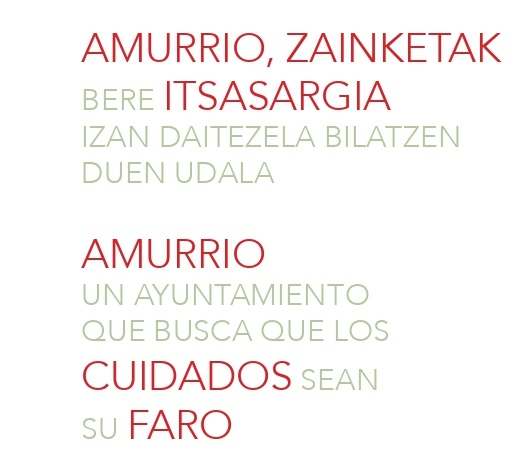 AMURRIO, ZAINKETAK
BERE ITSASARGIA
IZAN DAITEZELA BILATZEN
DUEN UDALA
AMURRIO
UN AYUNTAMIENTO
QUE BUSCA QUE LOS
CUIDADOS SEAN
SU FARO